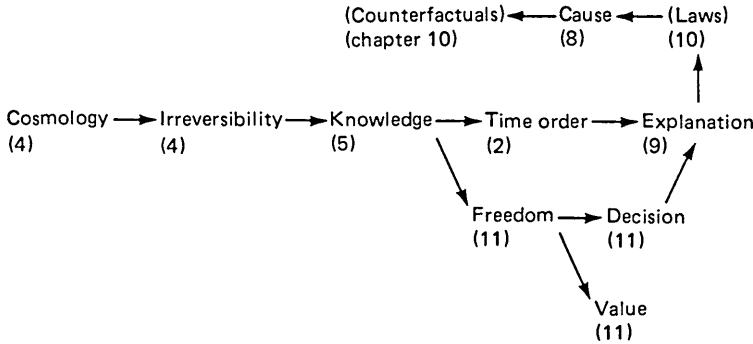 (Counterfactuals) Cause (Laws)
(chapter 10) (8) (10)
Cosmology Irreversibility Knowledge Time order Explanation
(4) (4) (5) (2) (9)
Freedom Decision
(11) (11)
Value
(11)